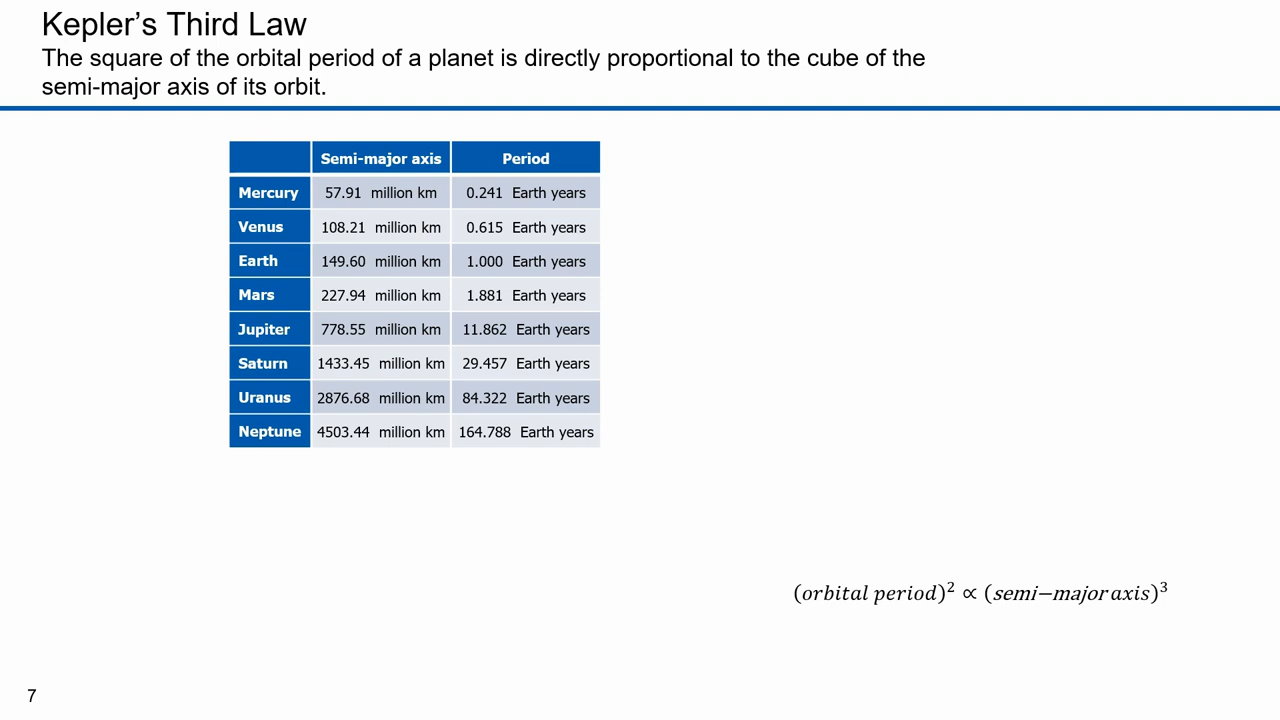 Kepler’s Third Law
The square of the orbital period of a planet is directly proportional to the cube of the
semi-major axis of its orbit.
Semi-major axis Period
Mercury 57.91 million km 0.241 Earth years
Venus 108.21 million km 0.615 Earth years
Earth 149.60 million km 1.000 Earth years
Mars 227.94 million km 1.881 Earth years
Jupiter 778.55 million km 11.862 Earth years
Saturn 1433.45 million km 29.457 Earth years
Uranus 2876.68 million km 84.322 Earth years
Neptune 4503.44 million km 164.788 Earth years
(orbital period)² ∝ (semi−major axis)³
7